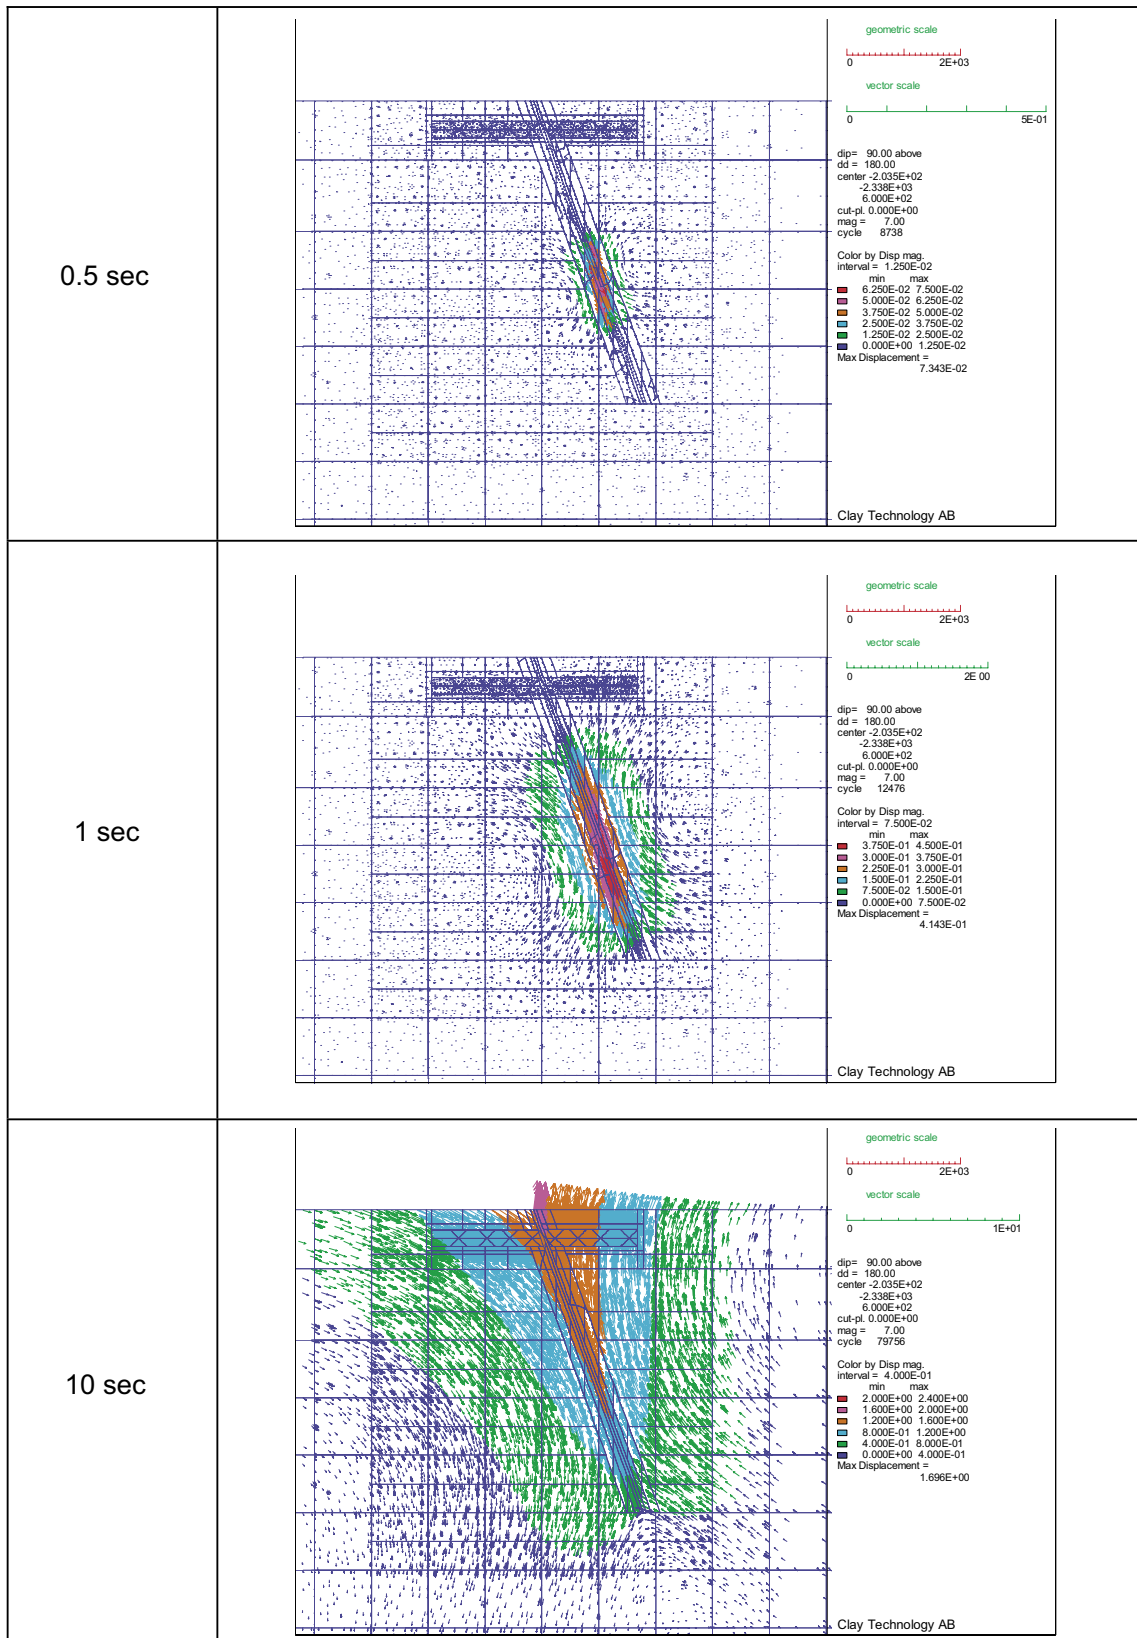 0.5 sec
geometric scale
0 2E+03
vector scale
0 5E-01
dip= 90.00 above
dd = 180.00
center -2.035E+02
-2.338E+03
6.000E+02
cut-pl. 0.000E+00
mag = 7.00
cycle 8738
Color by Disp mag.
interval = 1.250E-02
min max
6.250E-02 7.500E-02
5.000E-02 6.250E-02
3.750E-02 5.000E-02
2.500E-02 3.750E-02
1.250E-02 2.500E-02
0.000E+00 1.250E-02
Max Displacement =
7.343E-02
Clay Technology AB
1 sec
geometric scale
0 2E+03
vector scale
0 2E 00
dip= 90.00 above
dd = 180.00
center -2.035E+02
-2.338E+03
6.000E+02
cut-pl. 0.000E+00
mag = 7.00
cycle 12476
Color by Disp mag.
interval = 7.500E-02
min max
3.750E-01 4.500E-01
3.000E-01 3.750E-01
2.250E-01 3.000E-01
1.500E-01 2.250E-01
7.500E-02 1.500E-01
0.000E+00 7.500E-02
Max Displacement =
4.143E-01
Clay Technology AB
10 sec
geometric scale
0 2E+03
vector scale
0 1E+01
dip= 90.00 above
dd = 180.00
center -2.035E+02
-2.338E+03
6.000E+02
cut-pl. 0.000E+00
mag = 7.00
cycle 79756
Color by Disp mag.
interval = 4.000E-01
min max
2.000E+00 2.400E+00
1.600E+00 2.000E+00
1.200E+00 1.600E+00
8.000E-01 1.200E+00
4.000E-01 8.000E-01
0.000E+00 4.000E-01
Max Displacement =
1.696E+00
Clay Technology AB